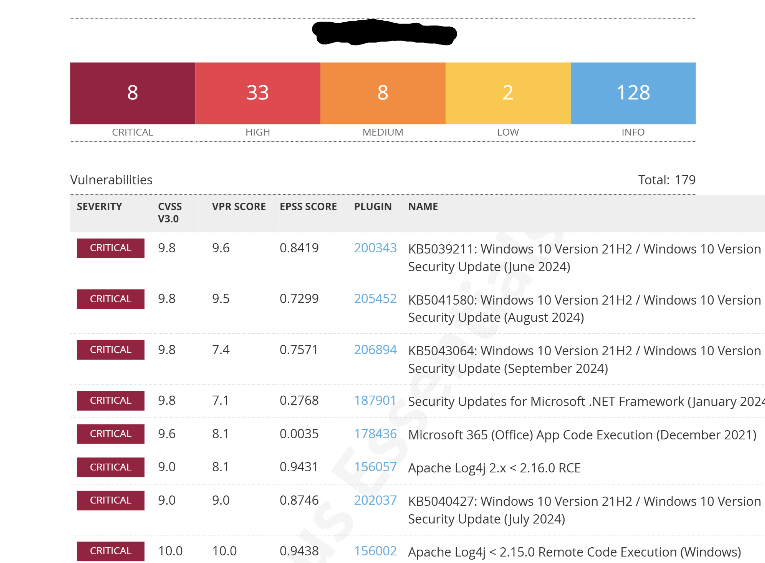 8 33 8 2 128
CRITICAL HIGH MEDIUM LOW INFO
Vulnerabilities Total: 179
SEVERITY CVSS V3.0 VPR SCORE EPSS SCORE PLUGIN NAME
CRITICAL 9.8 9.6 0.8419 200343 KB5039211: Windows 10 Version 21H2 / Windows 10 Version
Security Update (June 2024)
CRITICAL 9.8 9.5 0.7299 205452 KB5041580: Windows 10 Version 21H2 / Windows 10 Version
Security Update (August 2024)
CRITICAL 9.8 7.4 0.7571 206894 KB5043064: Windows 10 Version 21H2 / Windows 10 Version
Security Update (September 2024)
CRITICAL 9.8 7.1 0.2768 187901 Security Updates for Microsoft .NET Framework (January 2024
CRITICAL 9.6 8.1 0.0035 178436 Microsoft 365 (Office) App Code Execution (December 2021)
CRITICAL 9.0 8.1 0.9431 156057 Apache Log4j 2.x < 2.16.0 RCE
CRITICAL 9.0 9.0 0.8746 202037 KB5040427: Windows 10 Version 21H2 / Windows 10 Version
Security Update (July 2024)
CRITICAL 10.0 10.0 0.9438 156002 Apache Log4j < 2.15.0 Remote Code Execution (Windows)
us Essentials